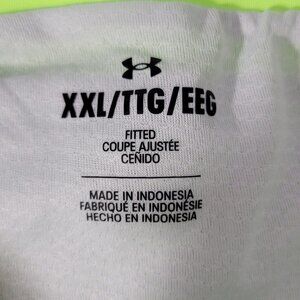 XXL/TTG/EEG
FITTED
COUPE AJUSTÉE
CEÑIDO
MADE IN INDONESIA
FABRIQUÉ EN INDONÉSIE
HECHO EN INDONESIA